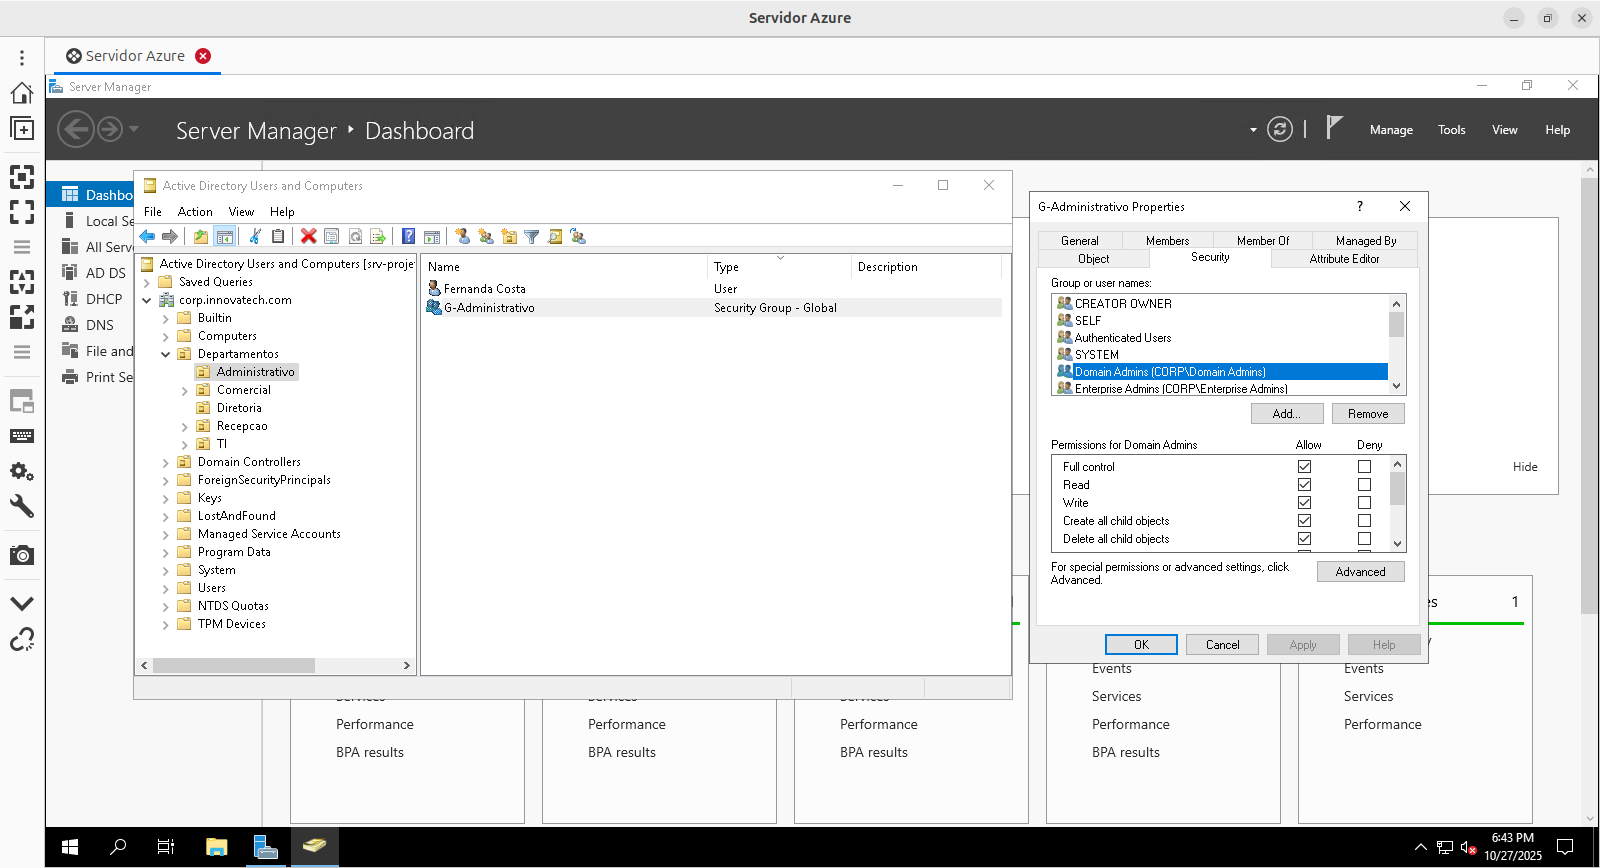 Servidor Azure
Servidor Azure
Server Manager
Server Manager
Dashboard
Manage
Tools
View
Help
Local Se
All Serv
AD DS
DHCP
DNS
File and
Print Se
Dashbo
Active Directory Users and Computers
File
Action
View
Help
Active Directory Users and Computers [srv-proje
Saved Queries
corp.innovatech.com
Builtin
Computers
Departamentos
Administrativo
Comercial
Diretoria
Recepcao
TI
Domain Controllers
ForeignSecurityPrincipals
Keys
LostAndFound
Managed Service Accounts
Program Data
System
Users
NTDS Quotas
TPM Devices
Name
Type
Description
Fernanda Costa
User
G-Administrativo
Security Group - Global
G-Administrativo Properties
?
General
Members
Member Of
Managed By
Object
Security
Attribute Editor
Group or user names:
CREATOR OWNER
SELF
Authenticated Users
SYSTEM
Domain Admins (CORP\Domain Admins)
Enterprise Admins (CORP\Enterprise Admins)
Add...
Remove
Permissions for Domain Admins
Allow
Deny
Full control
Read
Write
Create all child objects
Delete all child objects
For special permissions or advanced settings, click
Advanced.
Advanced
OK
Cancel
Apply
Help
Hide
es
1
Services
Performance
BPA results
Services
Performance
BPA results
Services
Performance
BPA results
Events
Services
Performance
BPA results
Events
Services
Performance
6:43 PM
10/27/2025